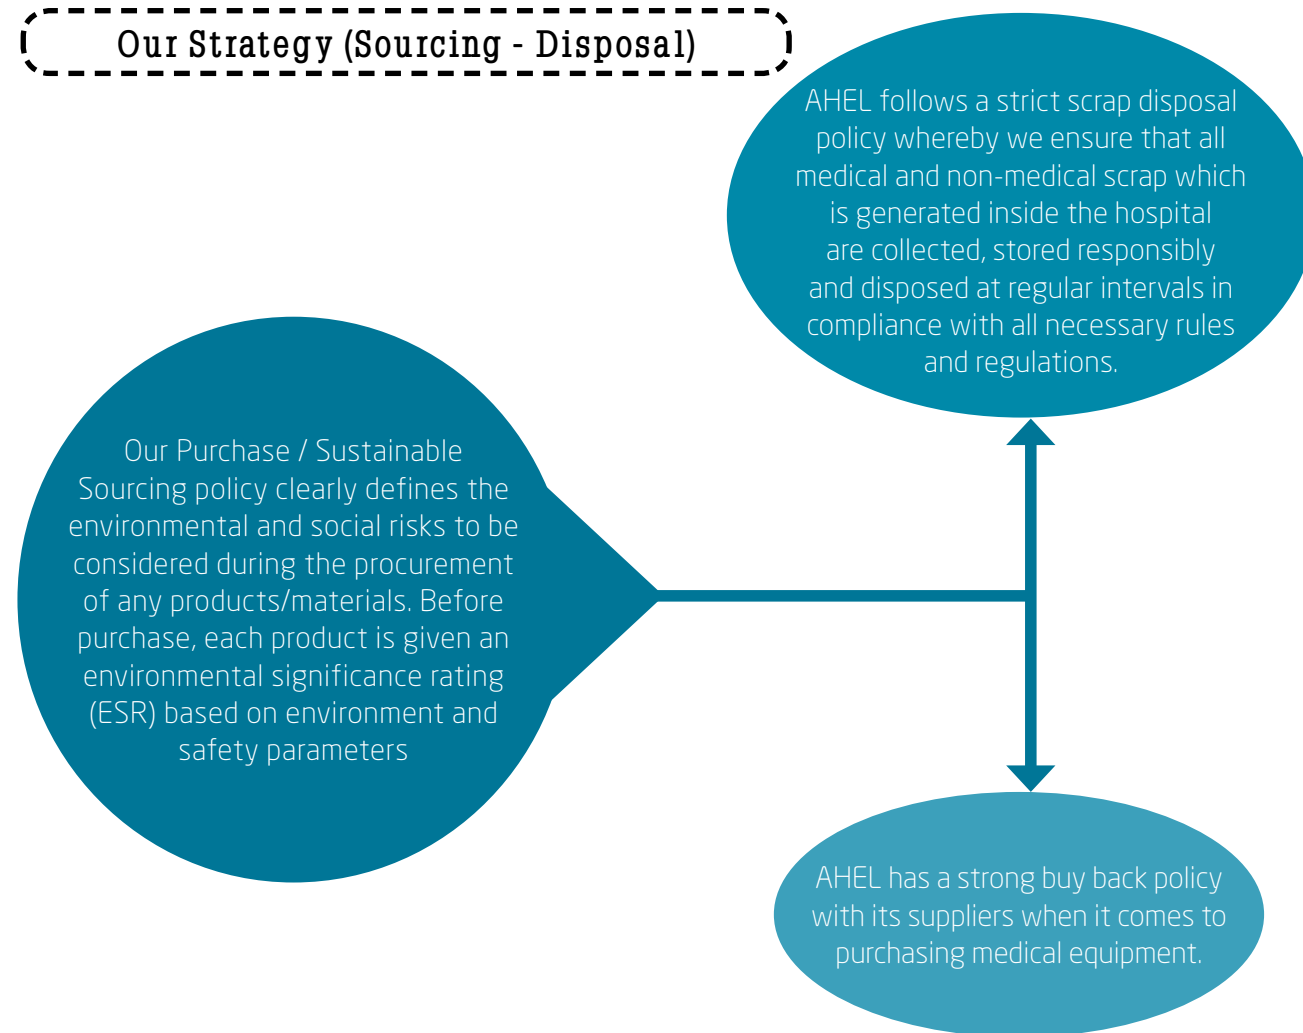 Our Strategy (Sourcing - Disposal)
AHEL follows a strict scrap disposal
policy whereby we ensure that all
medical and non-medical scrap which
is generated inside the hospital
are collected, stored responsibly
and disposed at regular intervals in
compliance with all necessary rules
and regulations.
Our Purchase / Sustainable
Sourcing policy clearly defines the
environmental and social risks to be
considered during the procurement
of any products/materials. Before
purchase, each product is given an
environmental significance rating
(ESR) based on environment and
safety parameters
AHEL has a strong buy back policy
with its suppliers when it comes to
purchasing medical equipment.